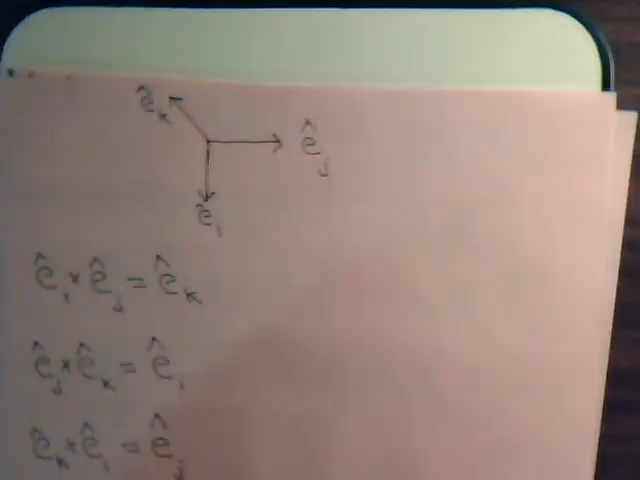 ê_k
ê_j
ê_i
ê_i × ê_j = ê_k
ê_j × ê_k = ê_i
ê_k × ê_i = ê_j